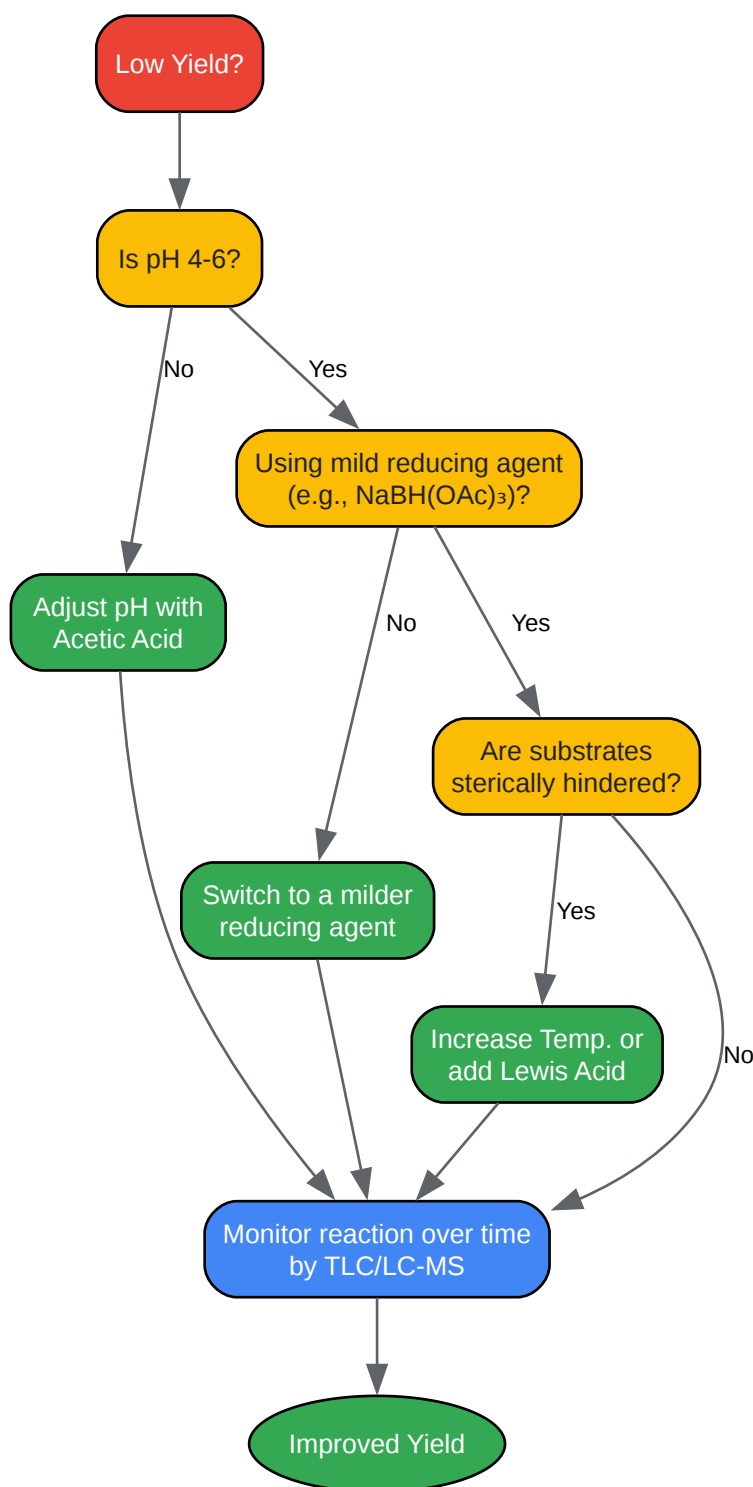 Low Yield?
Is pH 4-6?
No
Yes
Using mild reducing agent
(e.g., NaBH(OAc)₃)?
Adjust pH with
Acetic Acid
No
Yes
Are substrates
sterically hindered?
Switch to a milder
reducing agent
Yes
Increase Temp. or
add Lewis Acid
No
Monitor reaction over time
by TLC/LC-MS
Improved Yield